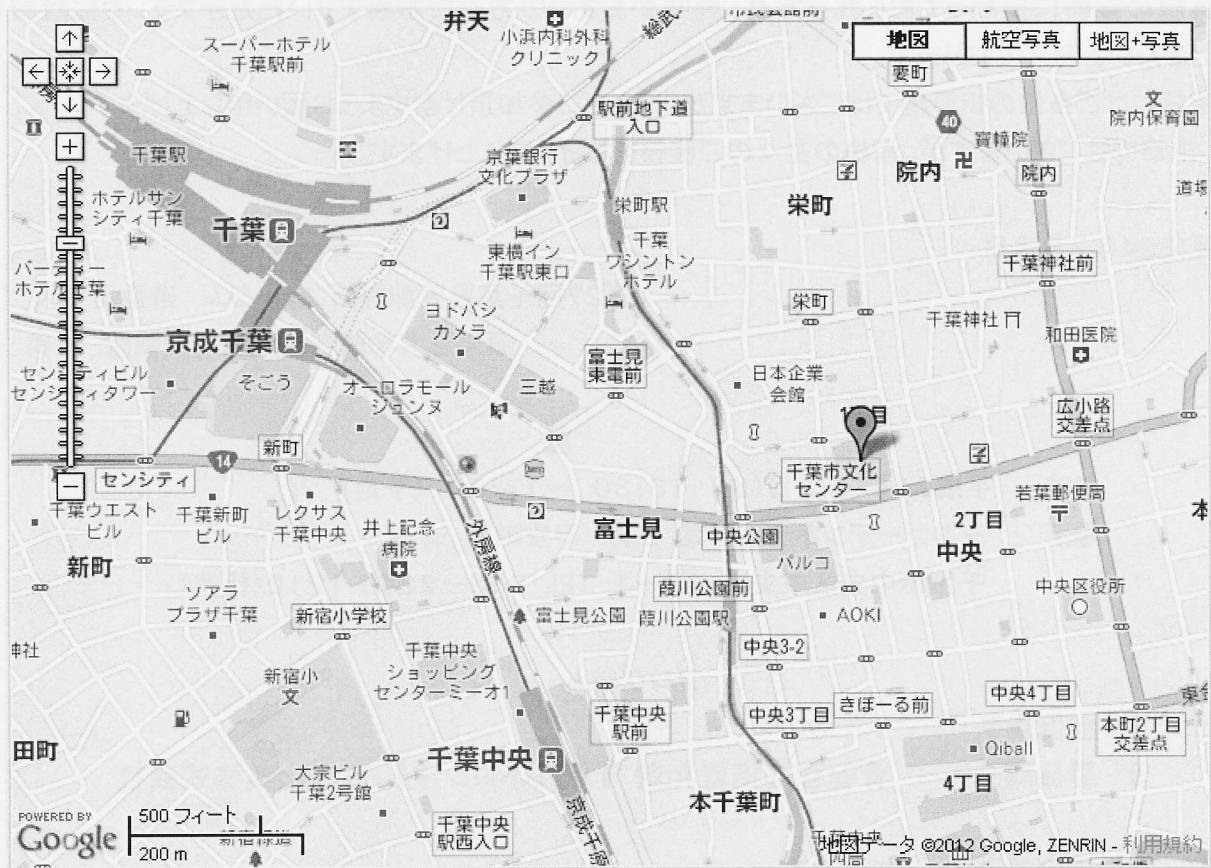 弁天
小浜内科外科
クリニック
スーパーホテル
千葉駅前
地図
航空写真
地図+写真
要町
駅前地下道
入口
40
寶幢院
文
院内保育園
千葉駅
京葉銀行
文化プラザ
院内
院内
ホテルサン
シティ千葉
栄町駅
栄町
千葉
東横イン
千葉駅東口
千葉
ワシントン
ホテル
千葉神社前
ホテル千葉
栄町
千葉神社
和田医院
ヨドバシ
カメラ
京成千葉
富士見
東電前
日本企業
会館
センシティビル
センシティタワー
そごう
オーロラモール
ジュンヌ
三越
1丁目
広小路
交差点
新町
14
センシティ
千葉市文化
センター
若葉郵便局
千葉ウエスト
ビル
千葉新町
ビル
レクサス
千葉中央
井上記念
病院
外房線
富士見
中央公園
2丁目
中央
新町
パルコ
葭川公園前
中央区役所
ソアラ
プラザ千葉
新宿小学校
富士見公園
葭川公園駅
AOKI
神社
新宿小
文
千葉中央
ショッピング
センターミーオ1
中央3-2
中央4丁目
きぼーる前
千葉中央
駅前
中央3丁目
本町2丁目
交差点
田町
千葉中央
Qiball
大宗ビル
千葉2号館
4丁目
本千葉町
POWERED BY
Google
500 フィート
200 m
千葉中央
駅西入口
地図データ ©2012 Google, ZENRIN - 利用規約